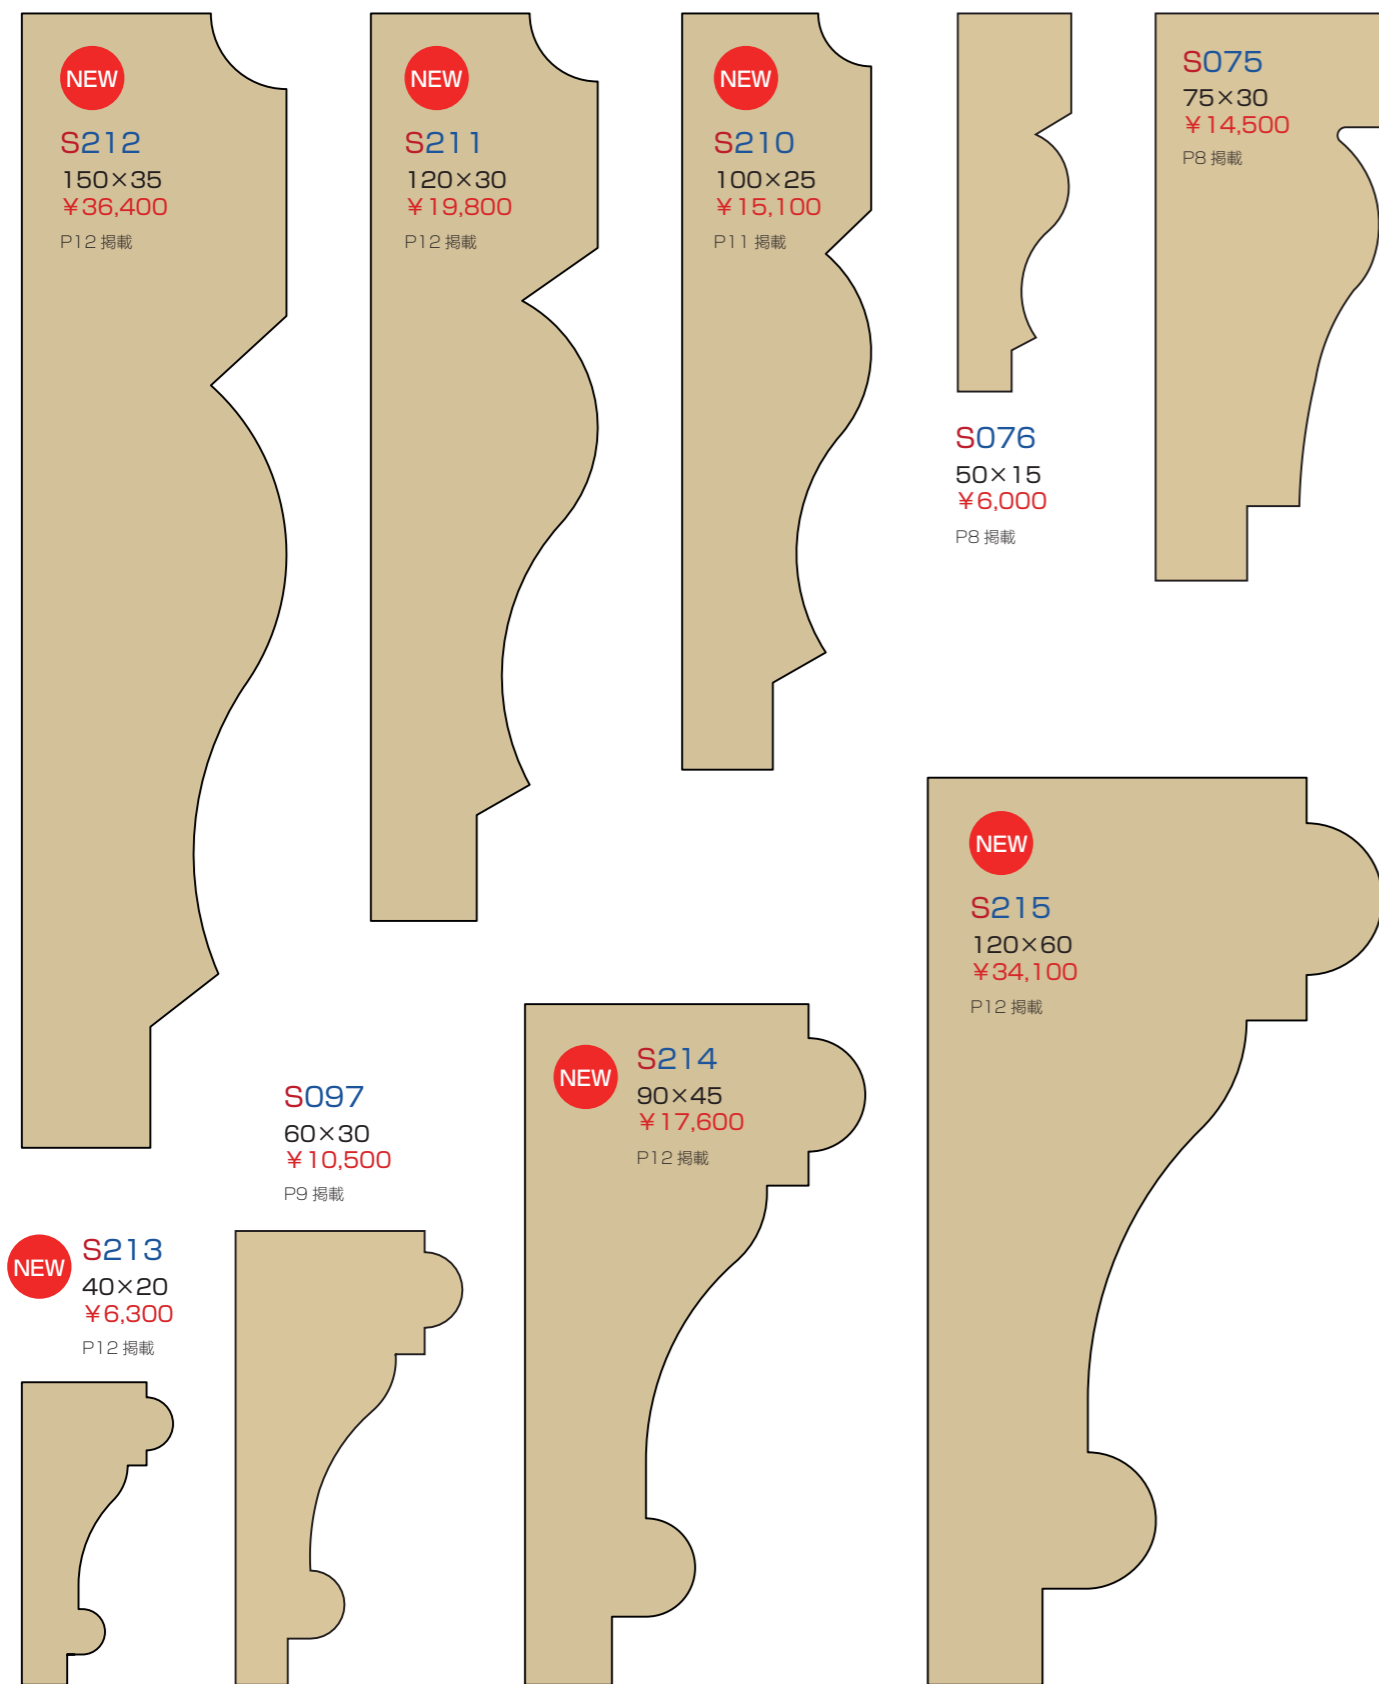 NEW
S212
150×35
￥36,400
P12 掲載
NEW
S211
120×30
￥19,800
P12 掲載
NEW
S210
100×25
￥15,100
P11 掲載
S076
50×15
￥6,000
P8 掲載
S075
75×30
￥14,500
P8 掲載
NEW
S215
120×60
￥34,100
P12 掲載
NEW
S214
90×45
￥17,600
P12 掲載
S097
60×30
￥10,500
P9 掲載
NEW
S213
40×20
￥6,300
P12 掲載